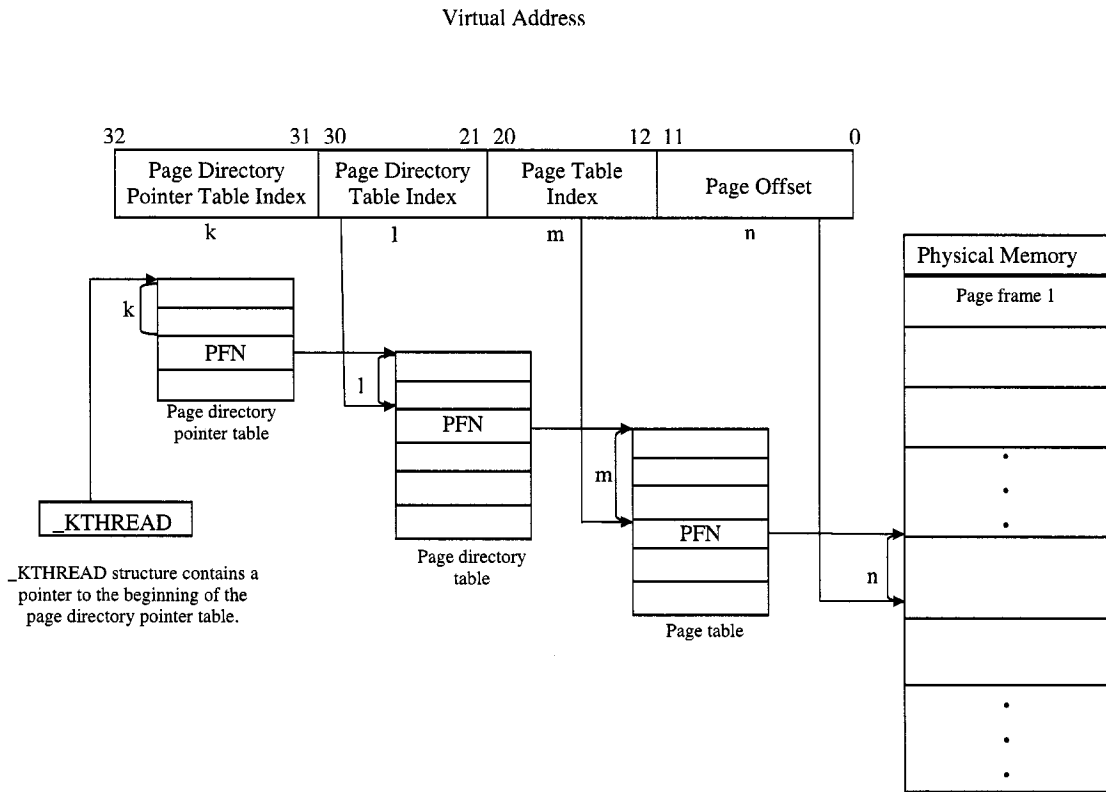 Virtual Address
32 31 30 21 20 12 11 0
Page Directory
Pointer Table Index
Page Directory
Table Index
Page Table
Index
Page Offset
k l m n
Physical Memory
Page frame 1
k
PFN
Page directory
pointer table
l
PFN
Page directory
table
m
PFN
Page table
n
_KTHREAD
_KTHREAD structure contains a
pointer to the beginning of the
page directory pointer table.